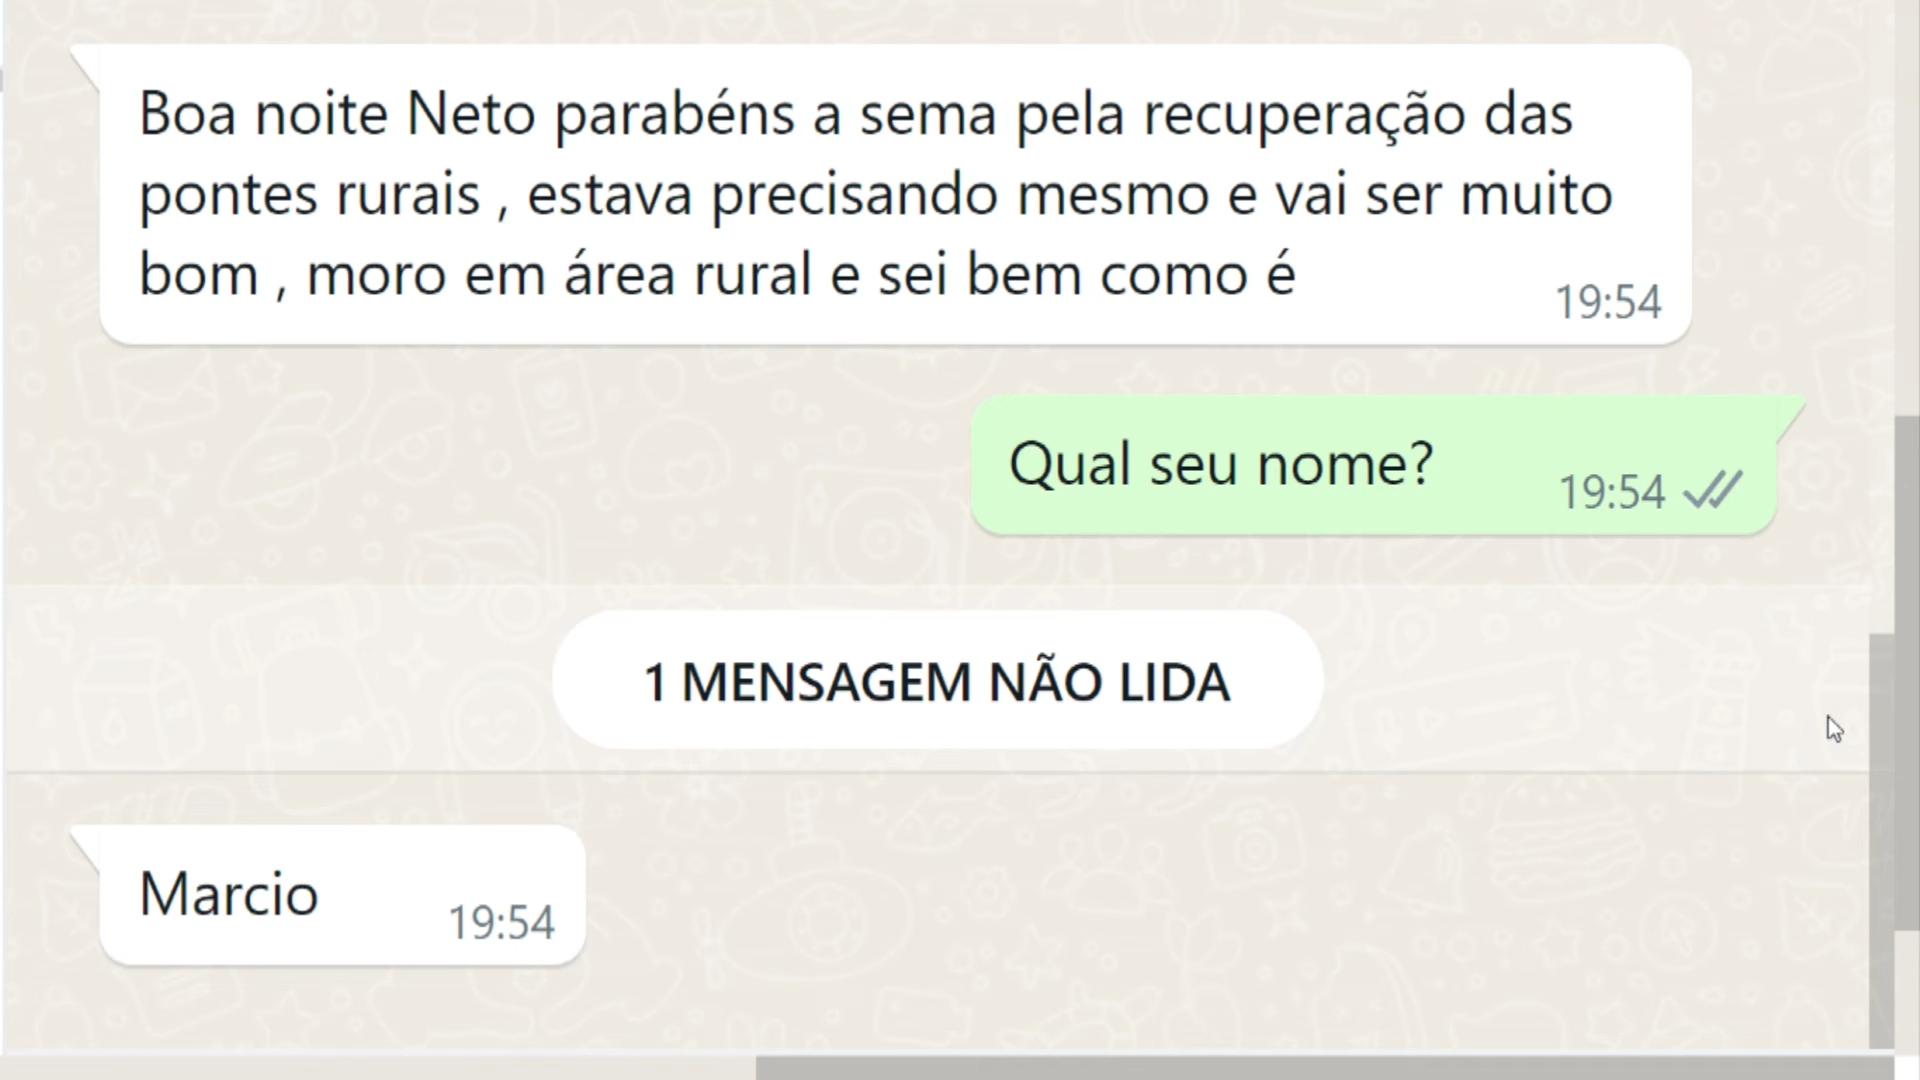 Boa noite Neto parabéns a sema pela recuperação das
pontes rurais , estava precisando mesmo e vai ser muito
bom , moro em área rural e sei bem como é
19:54
Qual seu nome?
19:54
1 MENSAGEM NÃO LIDA
Marcio
19:54